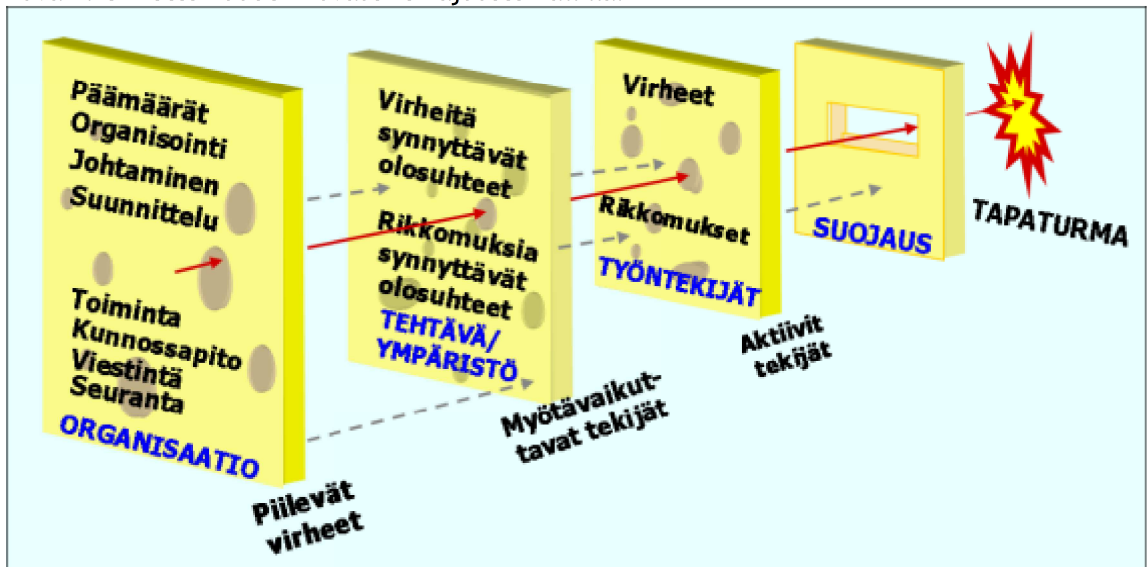 Päämäärät
Organisointi
Johtaminen
Suunnittelu
Toiminta
Kunnossapito
Viestintä
Seuranta
ORGANISAATIO
Piilevät
virheet
Virheitä
synnyttävät
olosuhteet
Rikkomuksia
synnyttävät
olosuhteet
TEHTÄVÄ/
YMPÄRISTÖ
Myötävaikut-
tavat tekijät
Virheet
Rikkomukset
TYÖNTEKIJÄT
Aktiivit
tekijät
SUOJAUS
TAPATURMA